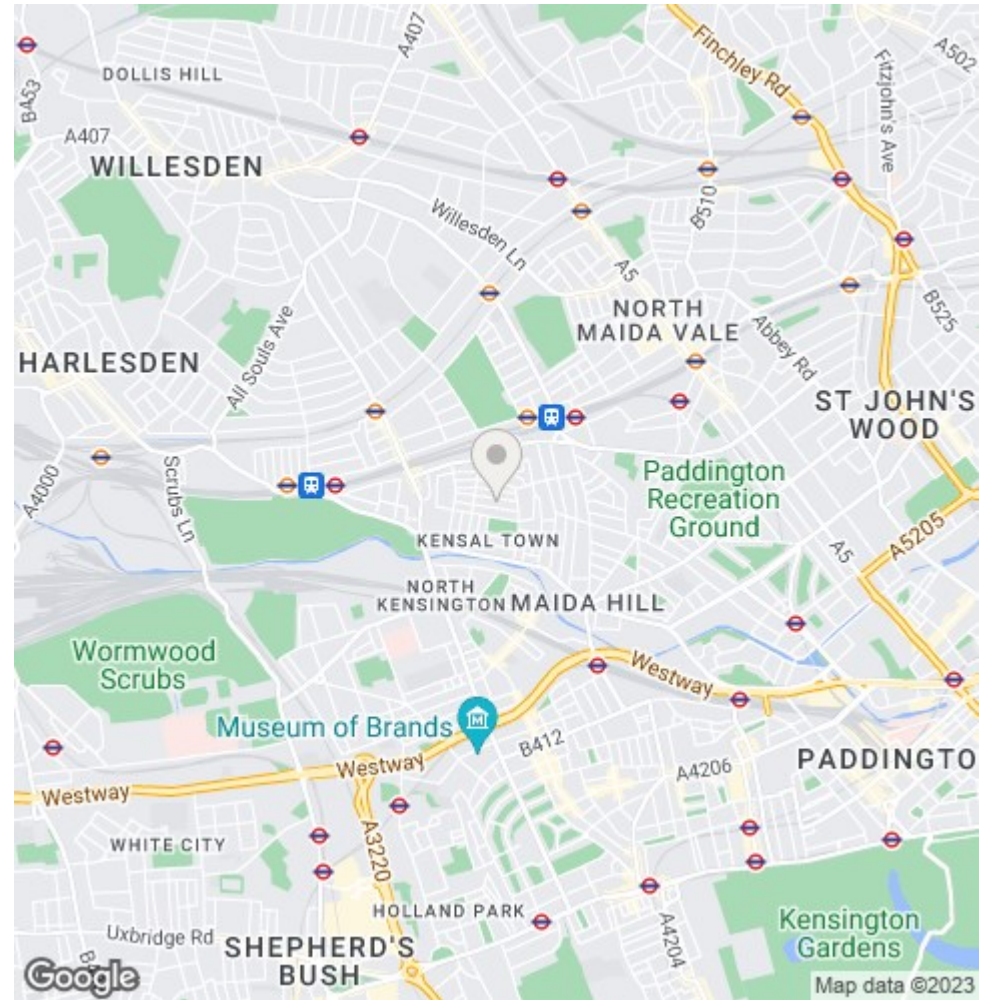 A407
Finchley Rd
A502
DOLLIS HILL
Fitzjohn's Ave
BA53
A407
WILLESDEN
B510
Willesden Ln
A5
NORTH
MAIDA VALE
B525
Abbey Rd
All Souls Ave
HARLESDEN
ST JOHN'S
WOOD
A4000
Scrubs Ln
Paddington
Recreation
Ground
A5205
A5
KENSAL TOWN
NORTH
KENSINGTON
MAIDA HILL
Wormwood
Scrubs
Westway
Museum of Brands
B412
Westway
A4206
PADDINGTO
Westway
WHITE CITY
A3220
HOLLAND PARK
A4204
Kensington
Gardens
Uxbridge Rd
SHEPHERD'S
BUSH
Google
Map data ©2023